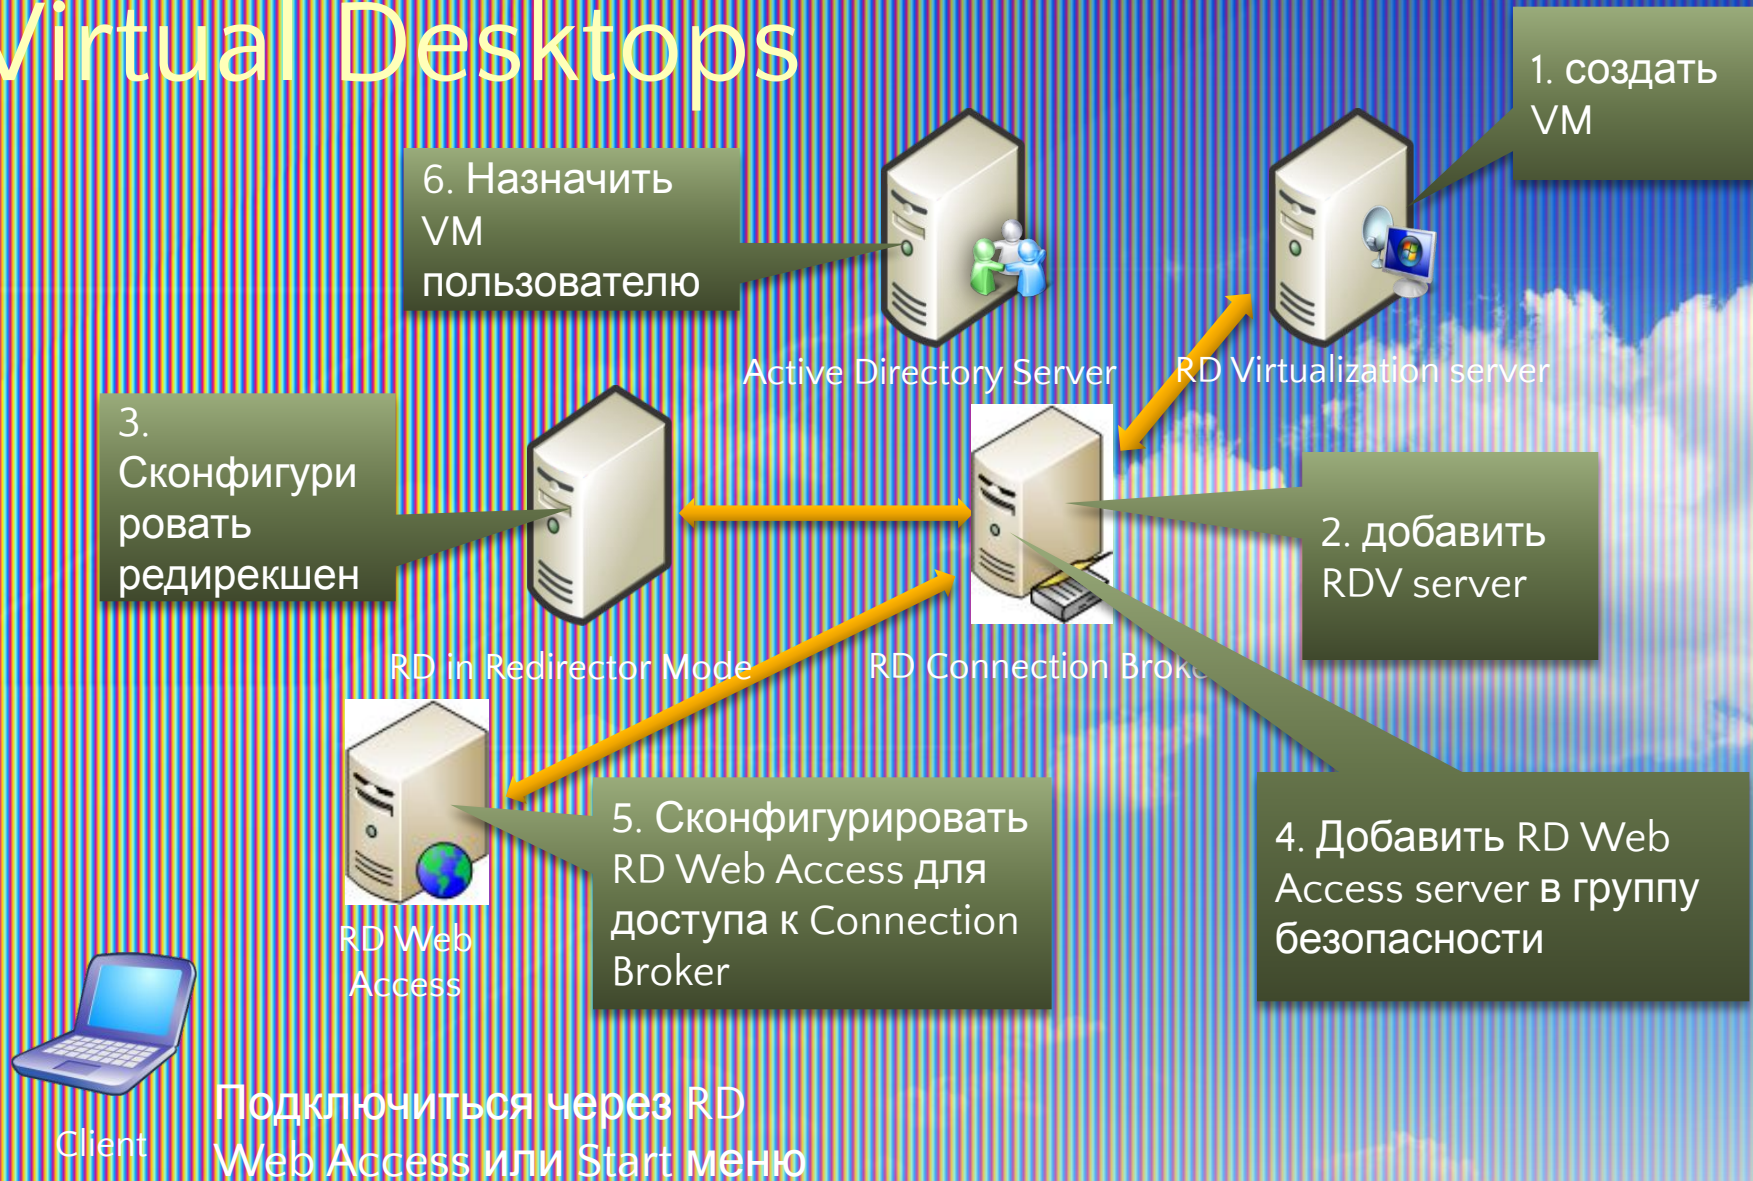 Virtual Desktops
1. создать
VM
6. Назначить
VM
пользователю
Active Directory Server
RD Virtualization server
3.
Сконфигури
ровать
редирекшен
2. добавить
RDV server
RD in Redirector Mode
RD Connection Broke
5. Сконфигурировать
RD Web Access для
доступа к Connection
Broker
4. Добавить RD Web
Access server в группу
безопасности
RD Web
Access
Client
Подключиться через RD
Web Access или Start меню